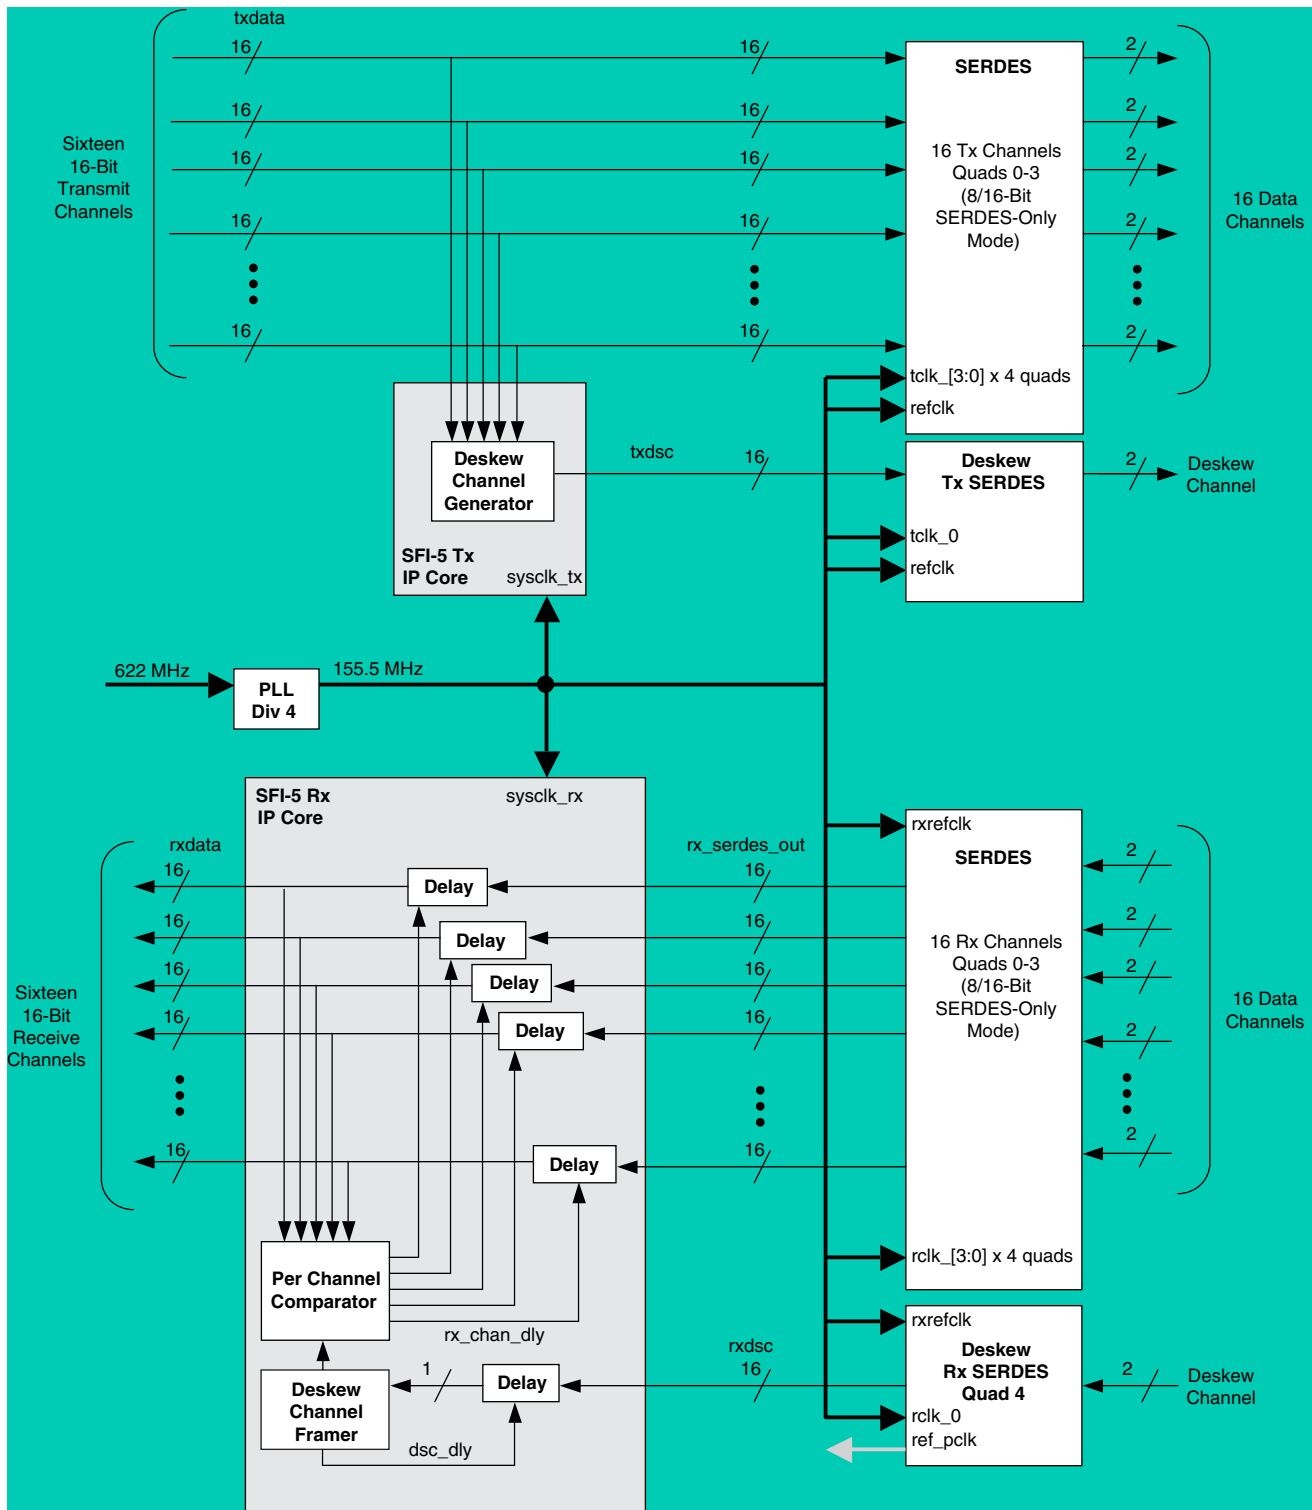 txdata
16
16
2
SERDES
16
16
2
Sixteen
16-Bit
Transmit
Channels
16 Tx Channels
Quads 0-3
(8/16-Bit
SERDES-Only
Mode)
16
16
2
16 Data
Channels
16
16
2
16
16
2
tclk_[3:0] x 4 quads
refclk
Deskew
Channel
Generator
txdsc
16
Deskew
Tx SERDES
2
Deskew
Channel
tclk_0
refclk
SFI-5 Tx
IP Core
sysclk_tx
622 MHz
PLL
Div 4
155.5 MHz
SFI-5 Rx
IP Core
sysclk_rx
rxrefclk
rxdata
rx_serdes_out
SERDES
16
Delay
16
2
16
Delay
16
2
16 Rx Channels
Quads 0-3
(8/16-Bit
SERDES-Only
Mode)
16
Delay
16
2
Sixteen
16-Bit
Receive
Channels
16 Data
Channels
16
Delay
16
2
16
Delay
16
2
Per Channel
Comparator
rclk_[3:0] x 4 quads
rx_chan_dly
rxrefclk
Deskew
Channel
Framer
1
Delay
rxdsc
16
Deskew
Rx SERDES
Quad 4
2
Deskew
Channel
dsc_dly
rclk_0
ref_pclk